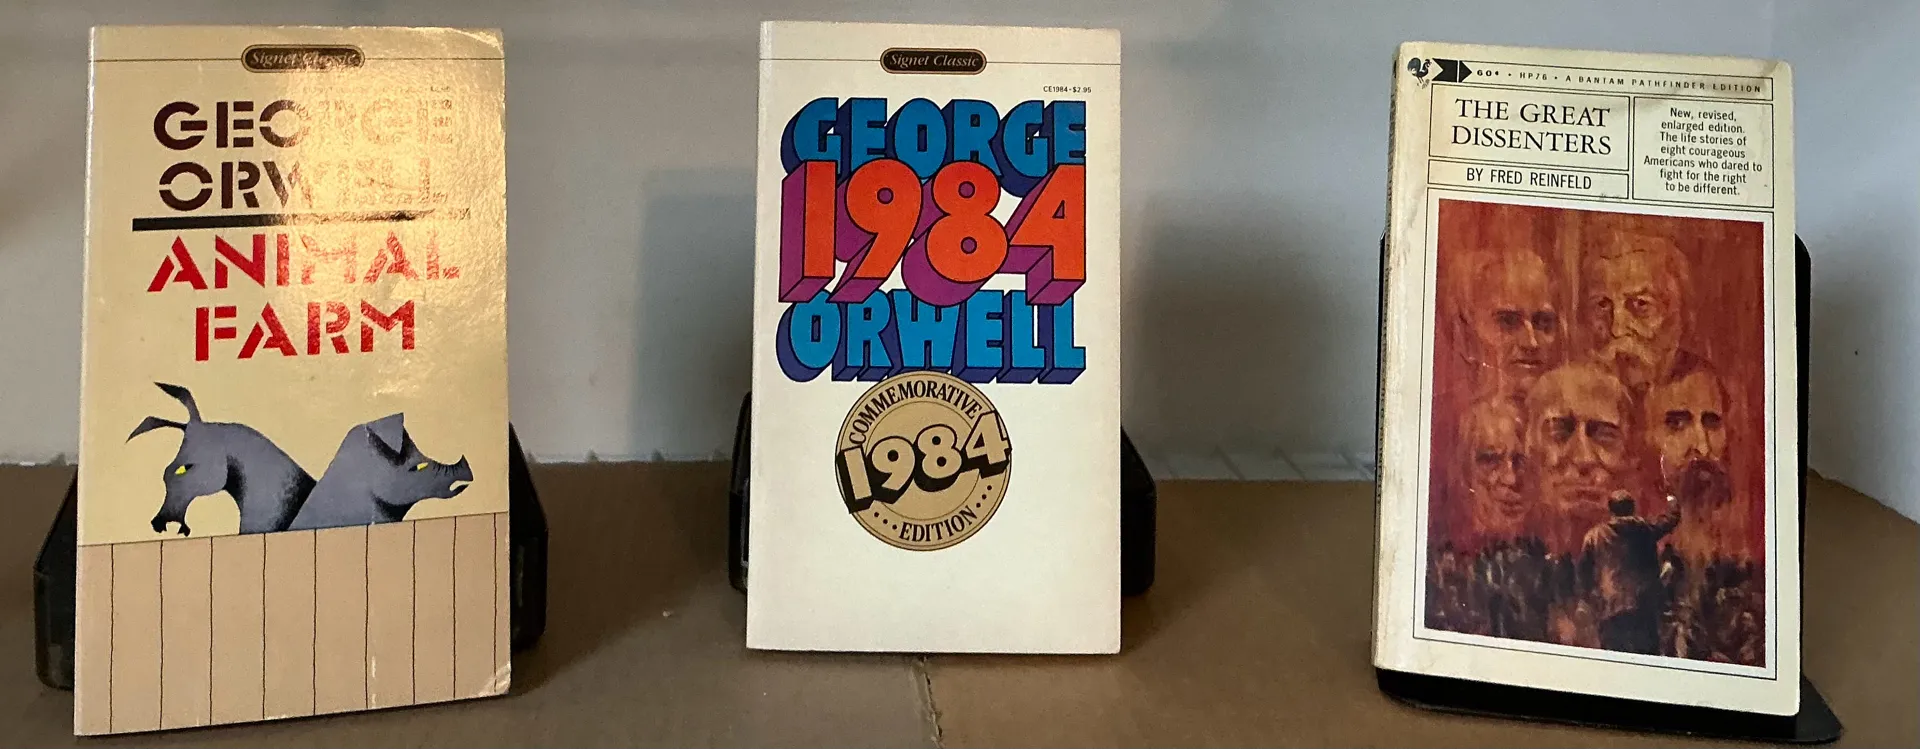 Signet Classic
GEORGE
ORWELL
ANIMAL
FARM
Signet Classic
CE1984-$2.95
GEORGE
1984
ORWELL
COMMEMORATIVE
1984
...EDITION...
60¢ • HP76 • A BANTAM PATHFINDER EDITION
THE GREAT
DISSENTERS
BY FRED REINFELD
New, revised,
enlarged edition.
The life stories of
eight courageous
Americans who dared to
fight for the right
to be different.